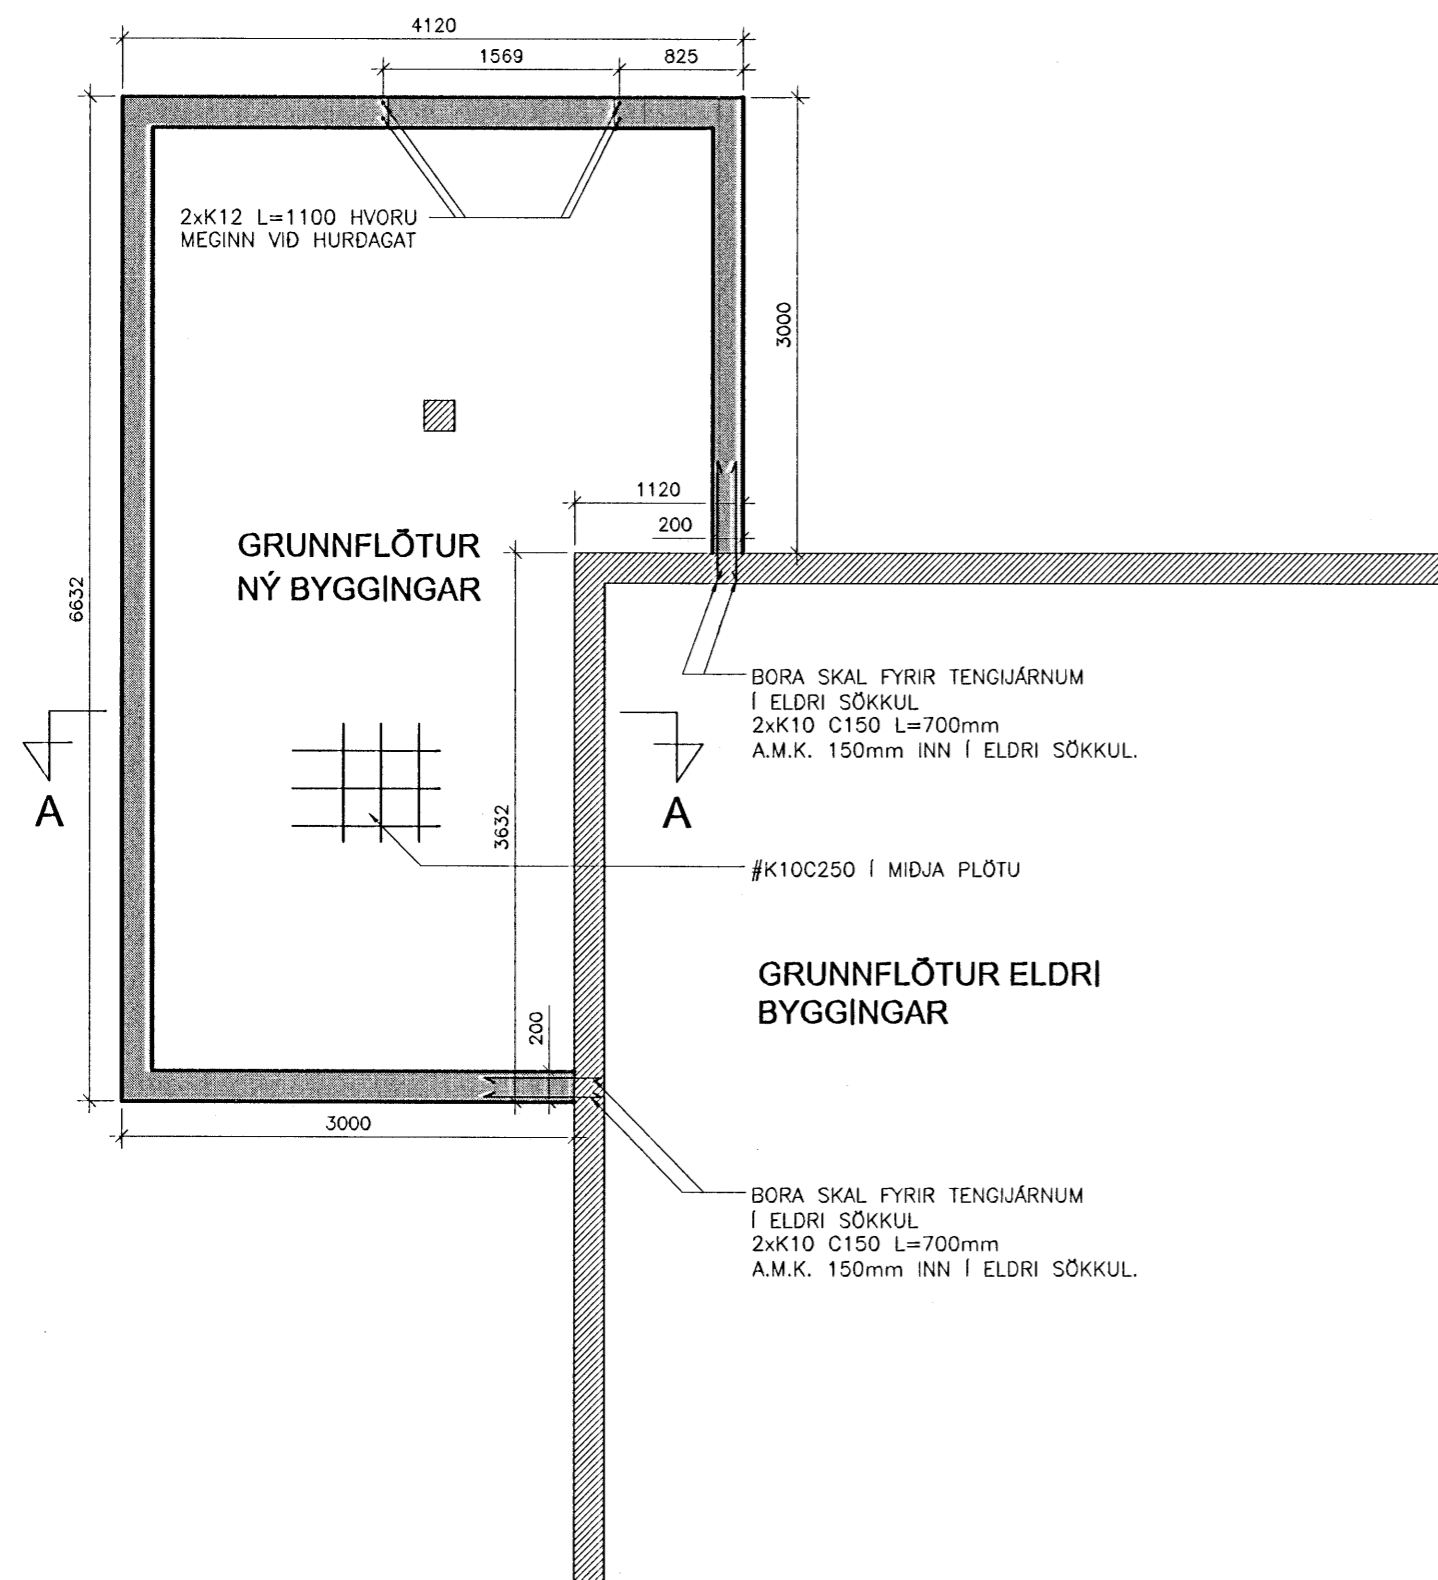 4120
1569
825
2xK12 L=1100 HVORU
MEGINN VIÐ HURÐAGAT
3000
1120
200
GRUNNFLÖTUR
NÝ BYGGINGAR
6632
BORA SKAL FYRIR TENGIJÁRNUM
Í ELDRI SÖKKUL
2xK10 C150 L=700mm
A.M.K. 150mm INN Í ELDRI SÖKKUL.
A
A
3632
#K10C250 Í MIÐJA PLÖTU
GRUNNFLÖTUR ELDRI
BYGGINGAR
200
3000
BORA SKAL FYRIR TENGIJÁRNUM
Í ELDRI SÖKKUL
2xK10 C150 L=700mm
A.M.K. 150mm INN Í ELDRI SÖKKUL.